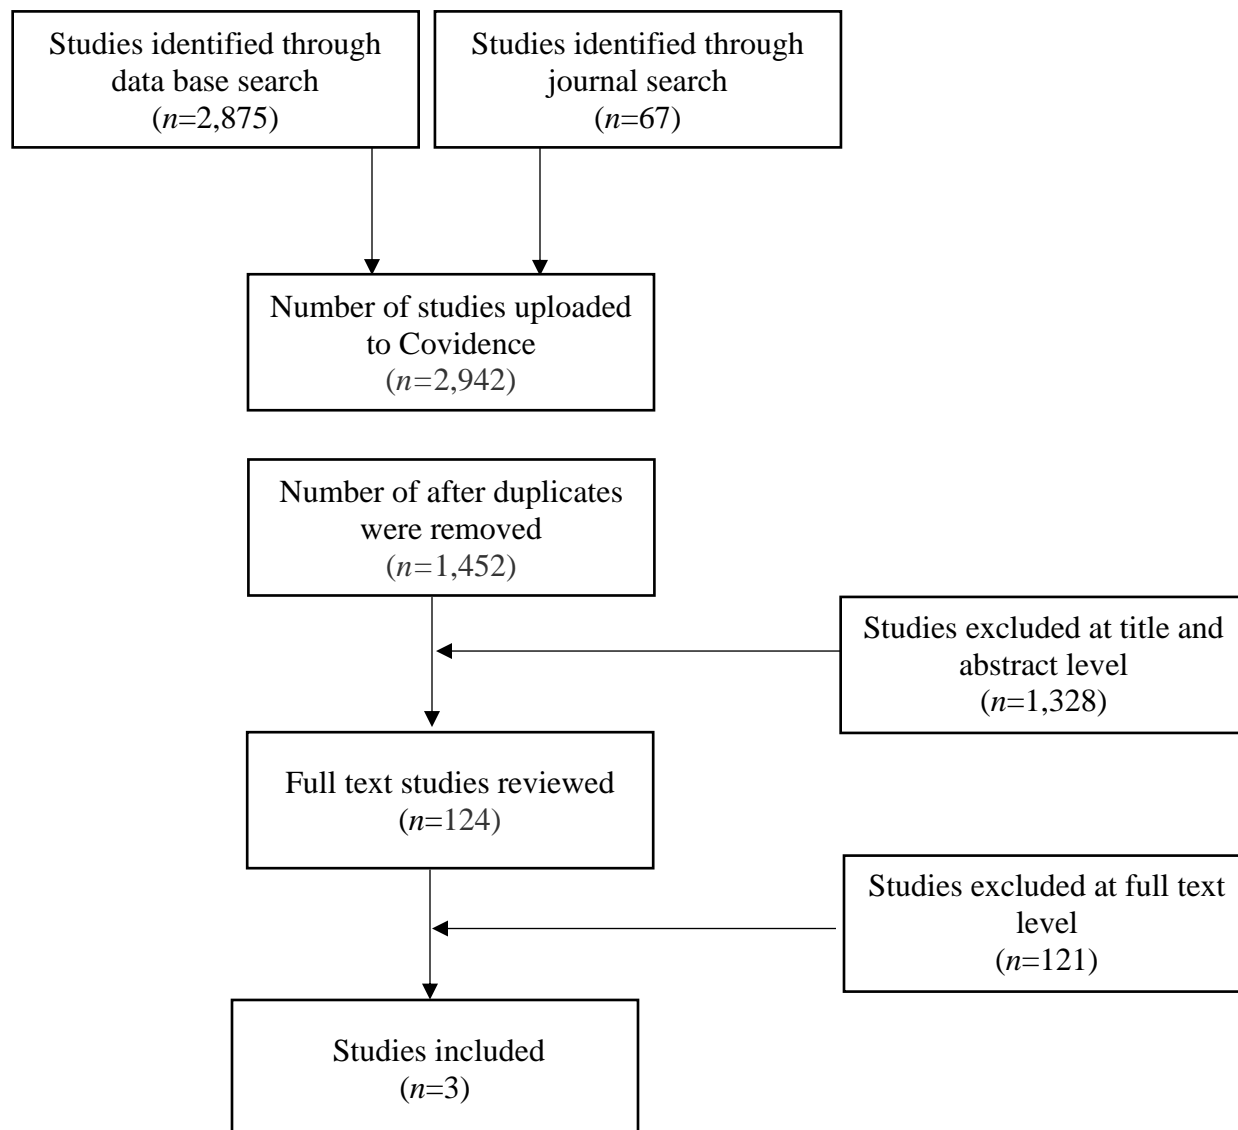 Studies identified through
data base search
(n=2,875)
Studies identified through
journal search
(n=67)
Number of studies uploaded
to Covidence
(n=2,942)
Number of after duplicates
were removed
(n=1,452)
Studies excluded at title and
abstract level
(n=1,328)
Full text studies reviewed
(n=124)
Studies excluded at full text
level
(n=121)
Studies included
(n=3)